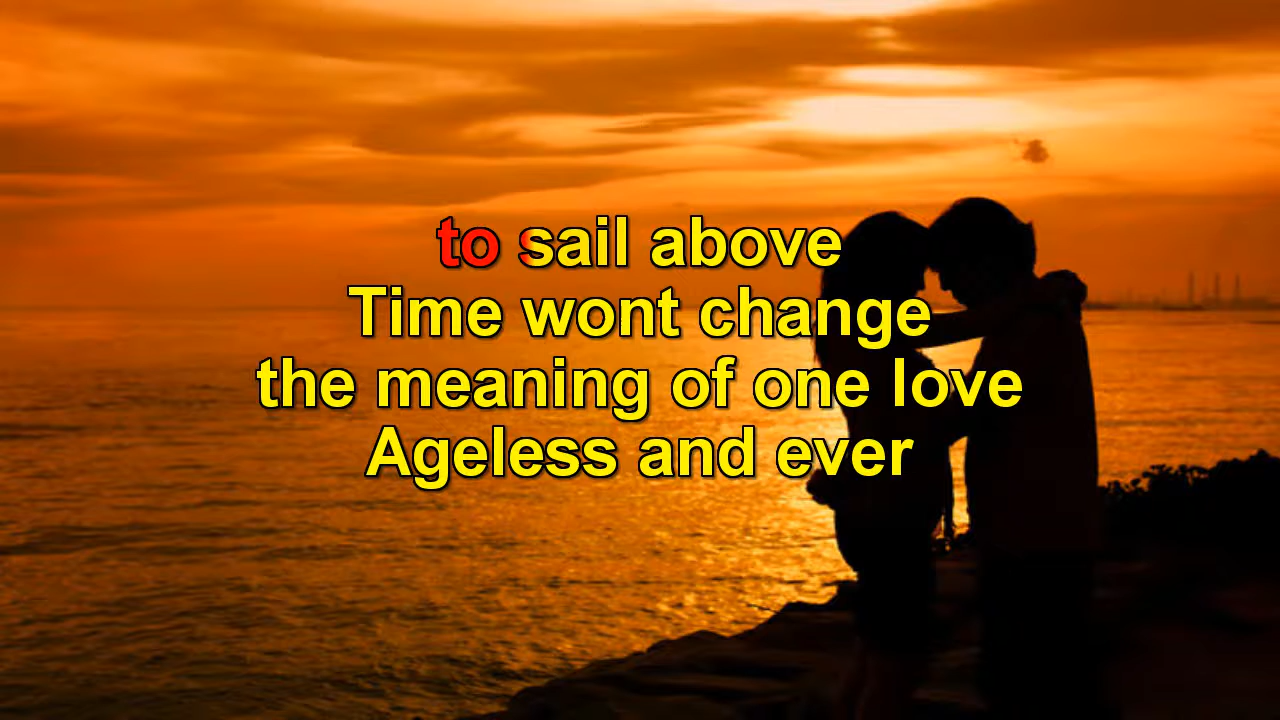 to sail above
Time wont change
the meaning of one love
Ageless and ever